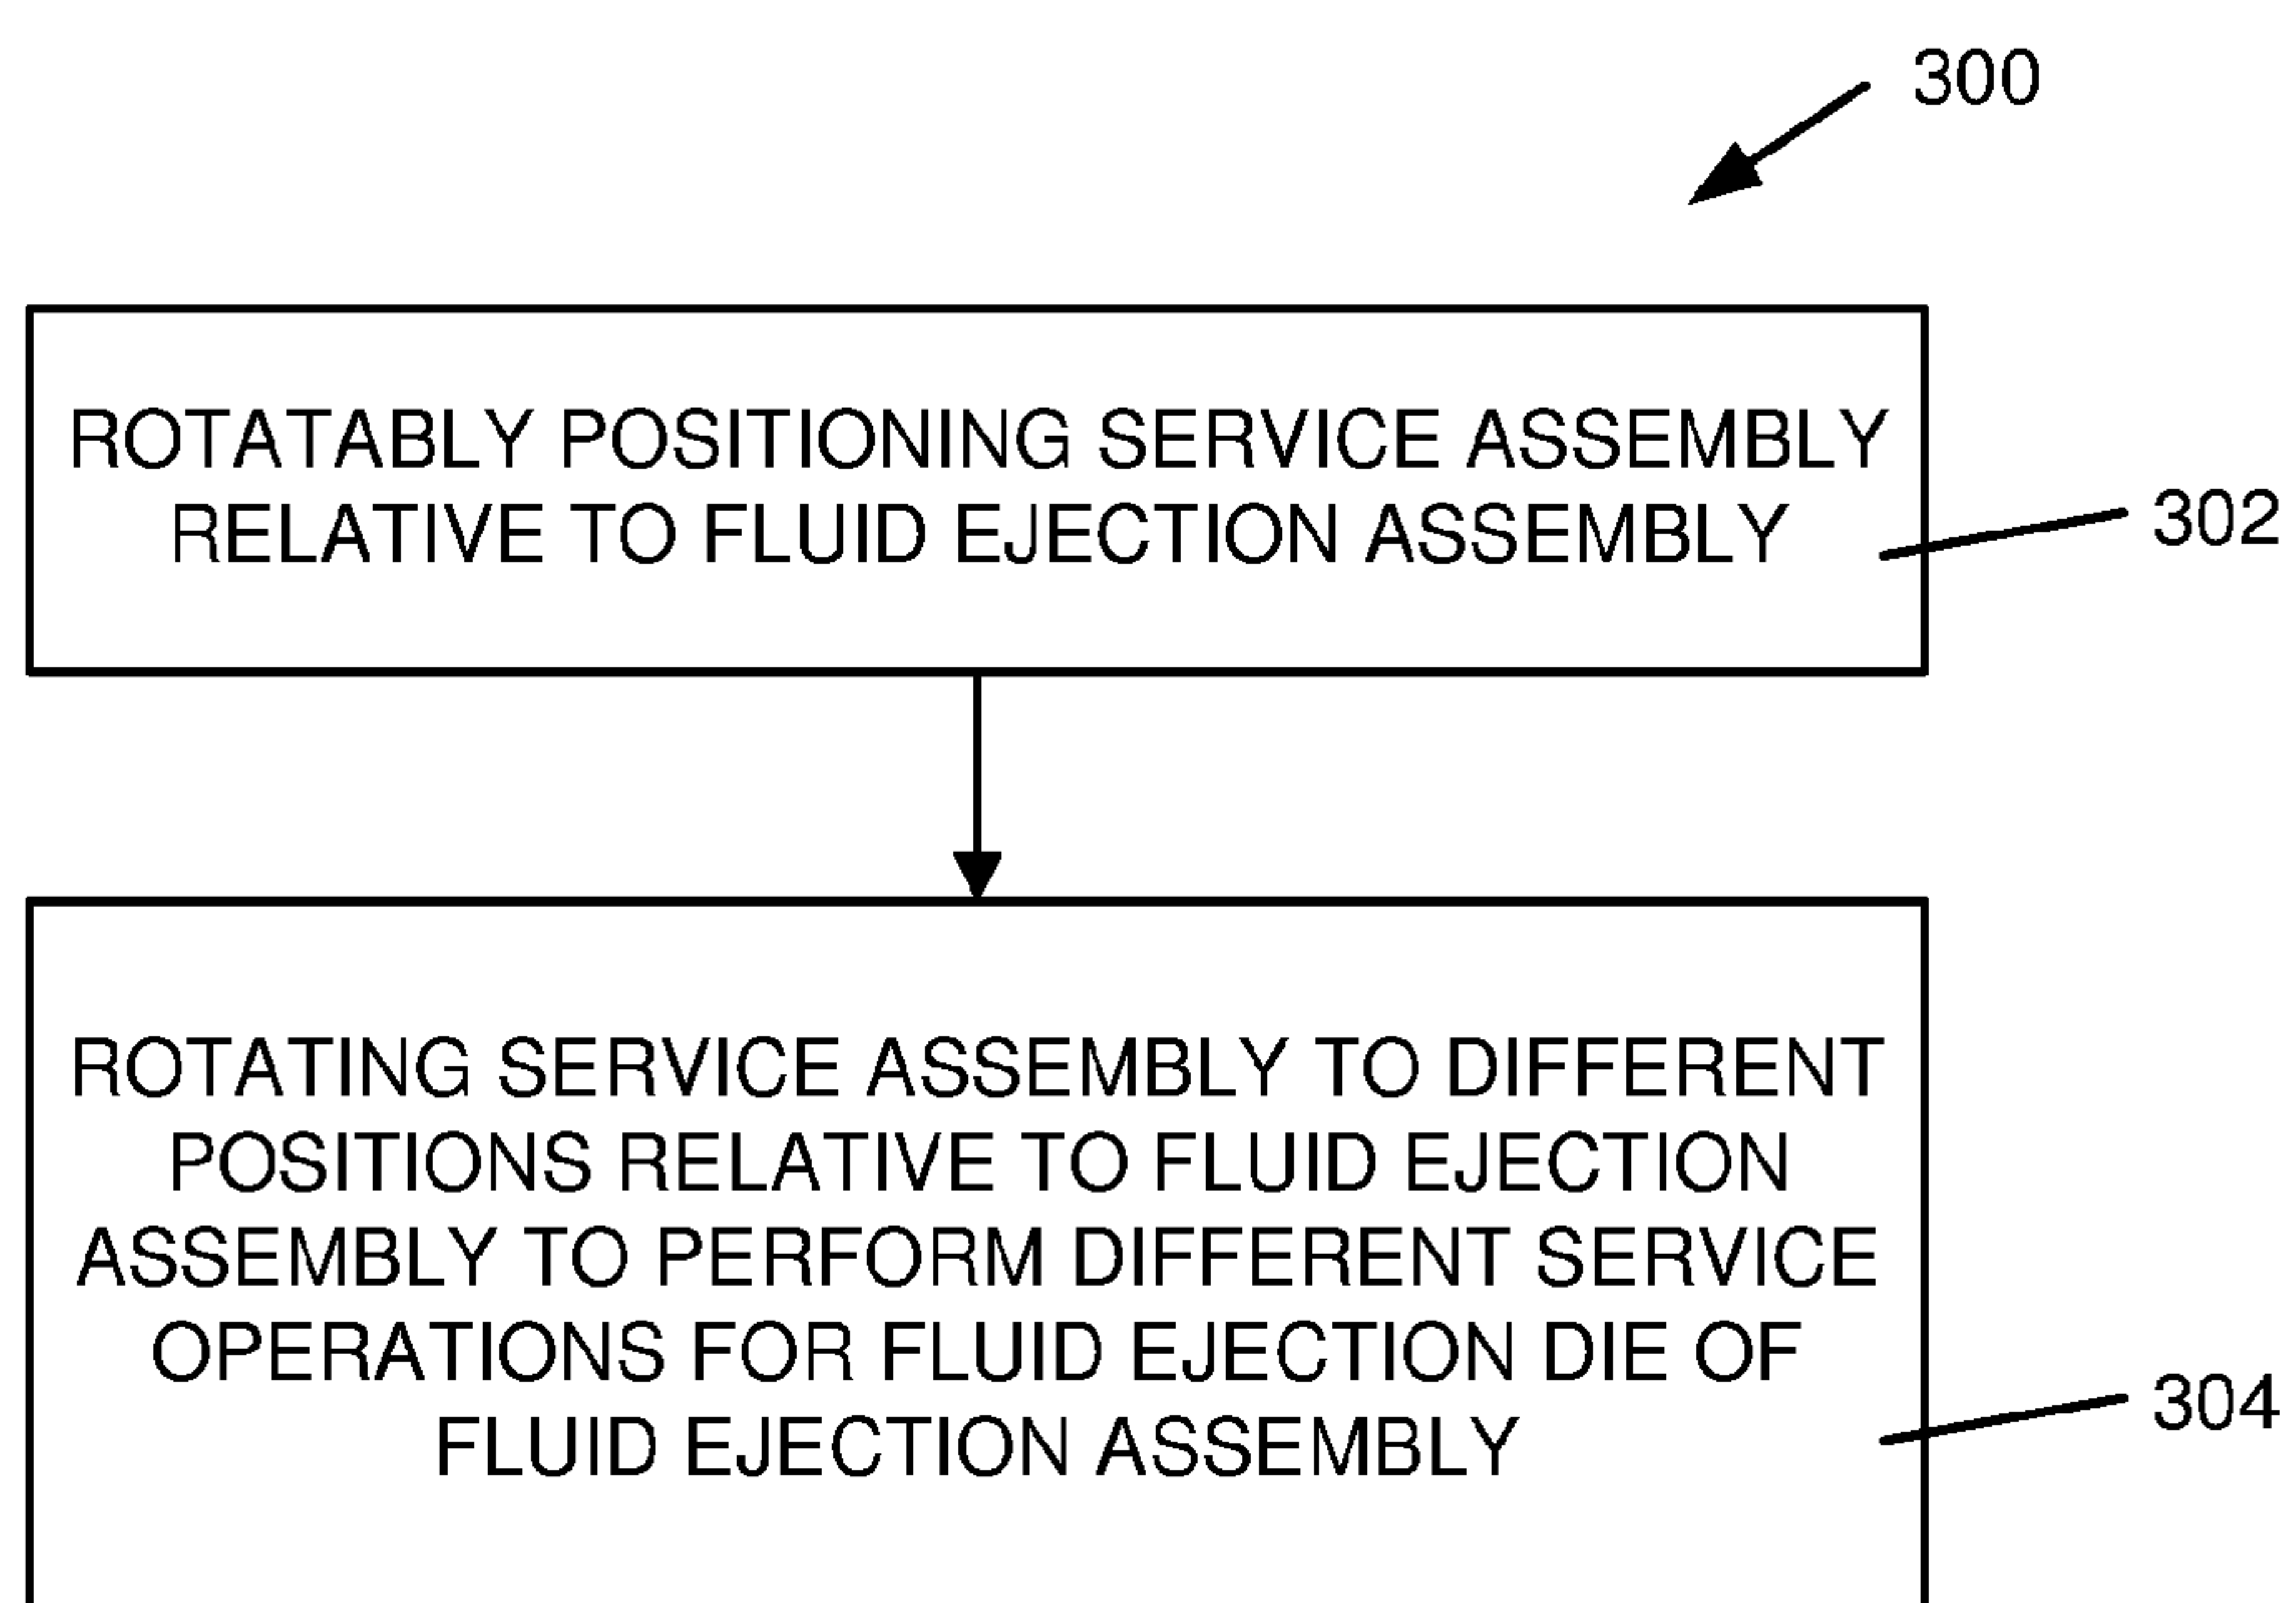 300
ROTATABLY POSITIONING SERVICE ASSEMBLY
RELATIVE TO FLUID EJECTION ASSEMBLY
302
ROTATING SERVICE ASSEMBLY TO DIFFERENT
POSITIONS RELATIVE TO FLUID EJECTION
ASSEMBLY TO PERFORM DIFFERENT SERVICE
OPERATIONS FOR FLUID EJECTION DIE OF
FLUID EJECTION ASSEMBLY
304